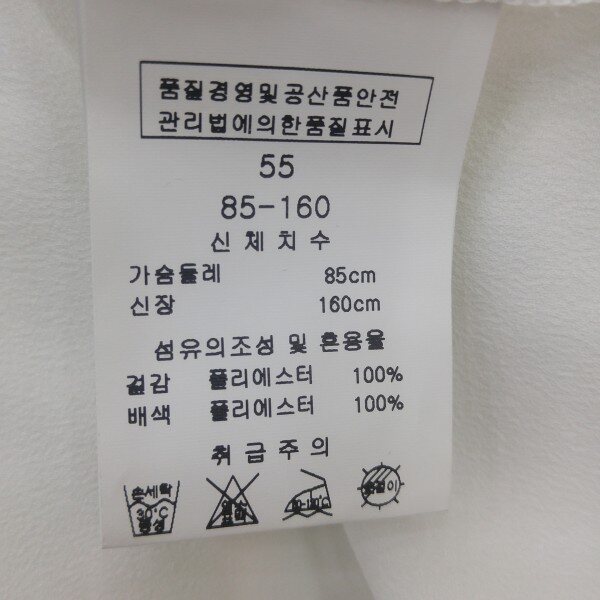 품질경영및공산품안전
관리법에의한품질표시
55
85-160
신체치수
가슴둘레 85cm
신장 160cm
섬유의조성 및 혼용율
겉감 폴리에스터 100%
배색 폴리에스터 100%
취급주의
손세탁
30℃
중성